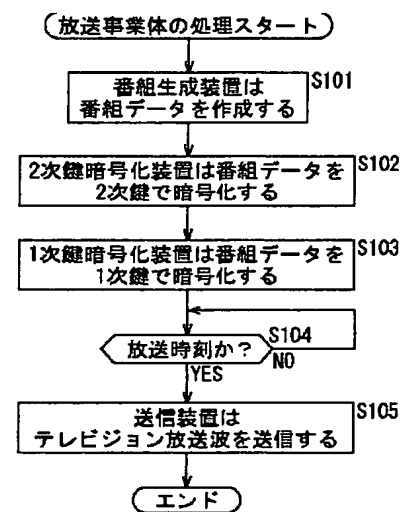 放送事業体の処理スタート
番組生成装置は
番組データを作成する
S101
2次鍵暗号化装置は番組データを
2次鍵で暗号化する
S102
1次鍵暗号化装置は番組データを
1次鍵で暗号化する
S103
放送時刻か？
S104
NO
YES
送信装置は
テレビジョン放送波を送信する
S105
エンド